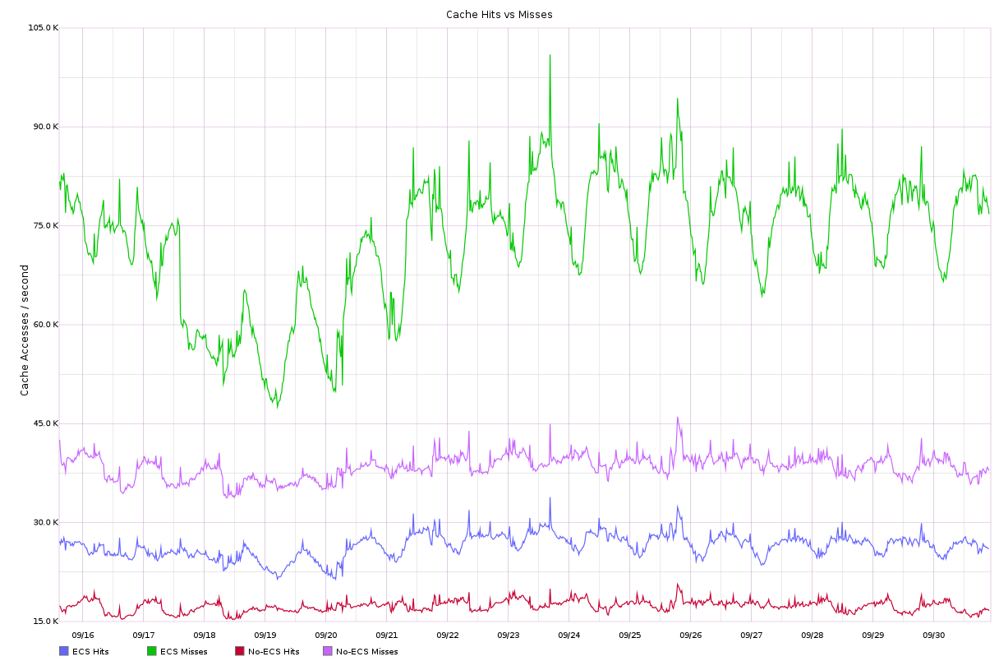 Cache Hits vs Misses
105.0 K
90.0 K
75.0 K
60.0 K
45.0 K
30.0 K
15.0 K
Cache Accesses / second
09/16 09/17 09/18 09/19 09/20 09/21 09/22 09/23 09/24 09/25 09/26 09/27 09/28 09/29 09/30
ECS Hits ECS Misses No-ECS Hits No-ECS Misses